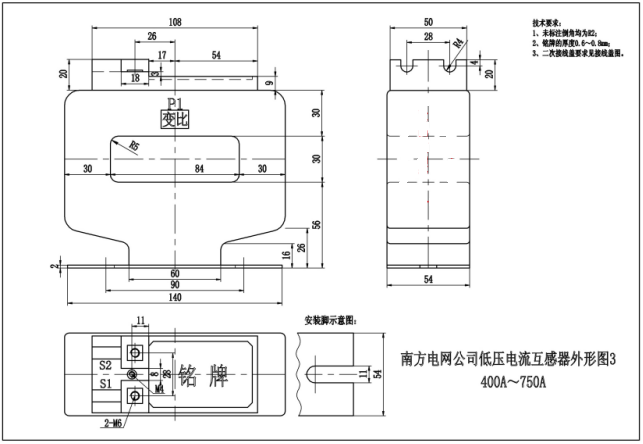 108
26
17
54
20
18
3
9
P1
变比
R5
30
84
30
30
30
56
26
16
2
60
90
140
50
28
R4
4
20
54
技术要求:
1、未标注倒角均为R2;
2、铭牌的厚度0.6～0.8mm;
3、二次接线盖要求见接线盖图。
11
S2
S1
8
28
M4
铭 牌
2-M6
安装脚示意图:
11
54
南方电网公司低压电流互感器外形图3
400A～750A